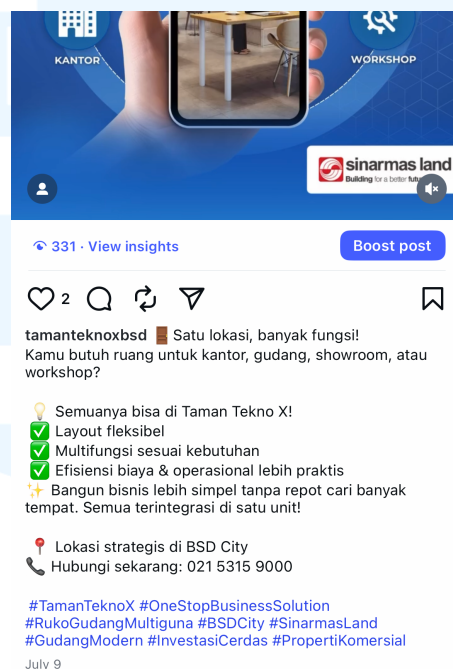 KANTOR
WORKSHOP
sinarmas land
Building for a better futu
331 · View insights
Boost post
2
tamanteknoxbsd 🚪 Satu lokasi, banyak fungsi!
Kamu butuh ruang untuk kantor, gudang, showroom, atau
workshop?
💡 Semuanya bisa di Taman Tekno X!
✅ Layout fleksibel
✅ Multifungsi sesuai kebutuhan
✅ Efisiensi biaya & operasional lebih praktis
✨ Bangun bisnis lebih simpel tanpa repot cari banyak
tempat. Semua terintegrasi di satu unit!
📍 Lokasi strategis di BSD City
📞 Hubungi sekarang: 021 5315 9000
#TamanTeknoX #OneStopBusinessSolution
#RukoGudangMultiguna #BSDCity #SinarmasLand
#GudangModern #InvestasiCerdas #PropertiKomersial
July 9